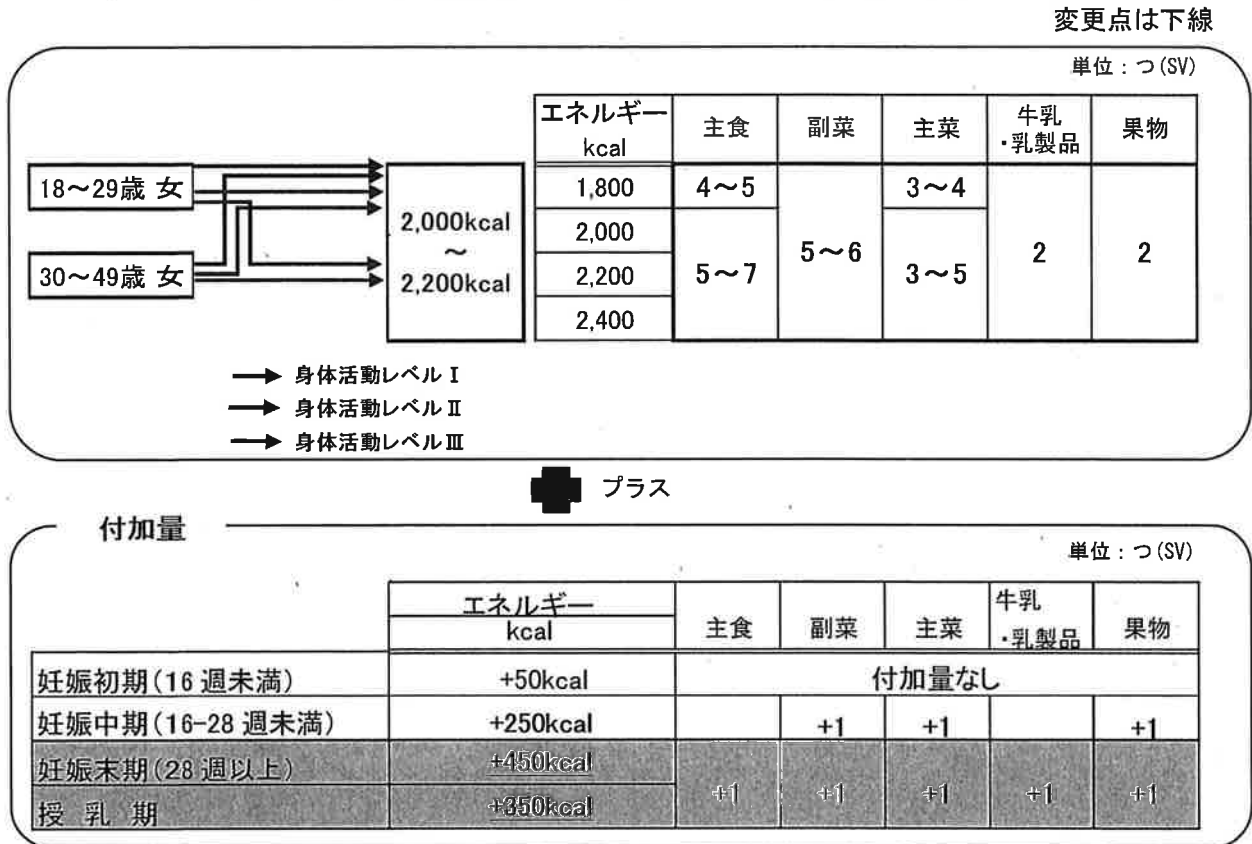 変更点は下線
単位：つ(SV)
エネルギー
kcal
主食
副菜
主菜
牛乳
・乳製品
果物
18～29歳 女
30～49歳 女
2,000kcal
～
2,200kcal
1,800
4～5
3～4
2,000
2,200
2,400
5～7
5～6
3～5
2
2
→ 身体活動レベルⅠ
→ 身体活動レベルⅡ
→ 身体活動レベルⅢ
プラス
付加量
単位：つ(SV)
エネルギー
kcal
主食
副菜
主菜
牛乳
・乳製品
果物
妊娠初期(16 週未満)
+50kcal
付加量なし
妊娠中期(16-28 週未満)
+250kcal
+1
+1
+1
妊娠末期(28 週以上)
+450kcal
授 乳 期
+350kcal
+1
+1
+1
+1
+1